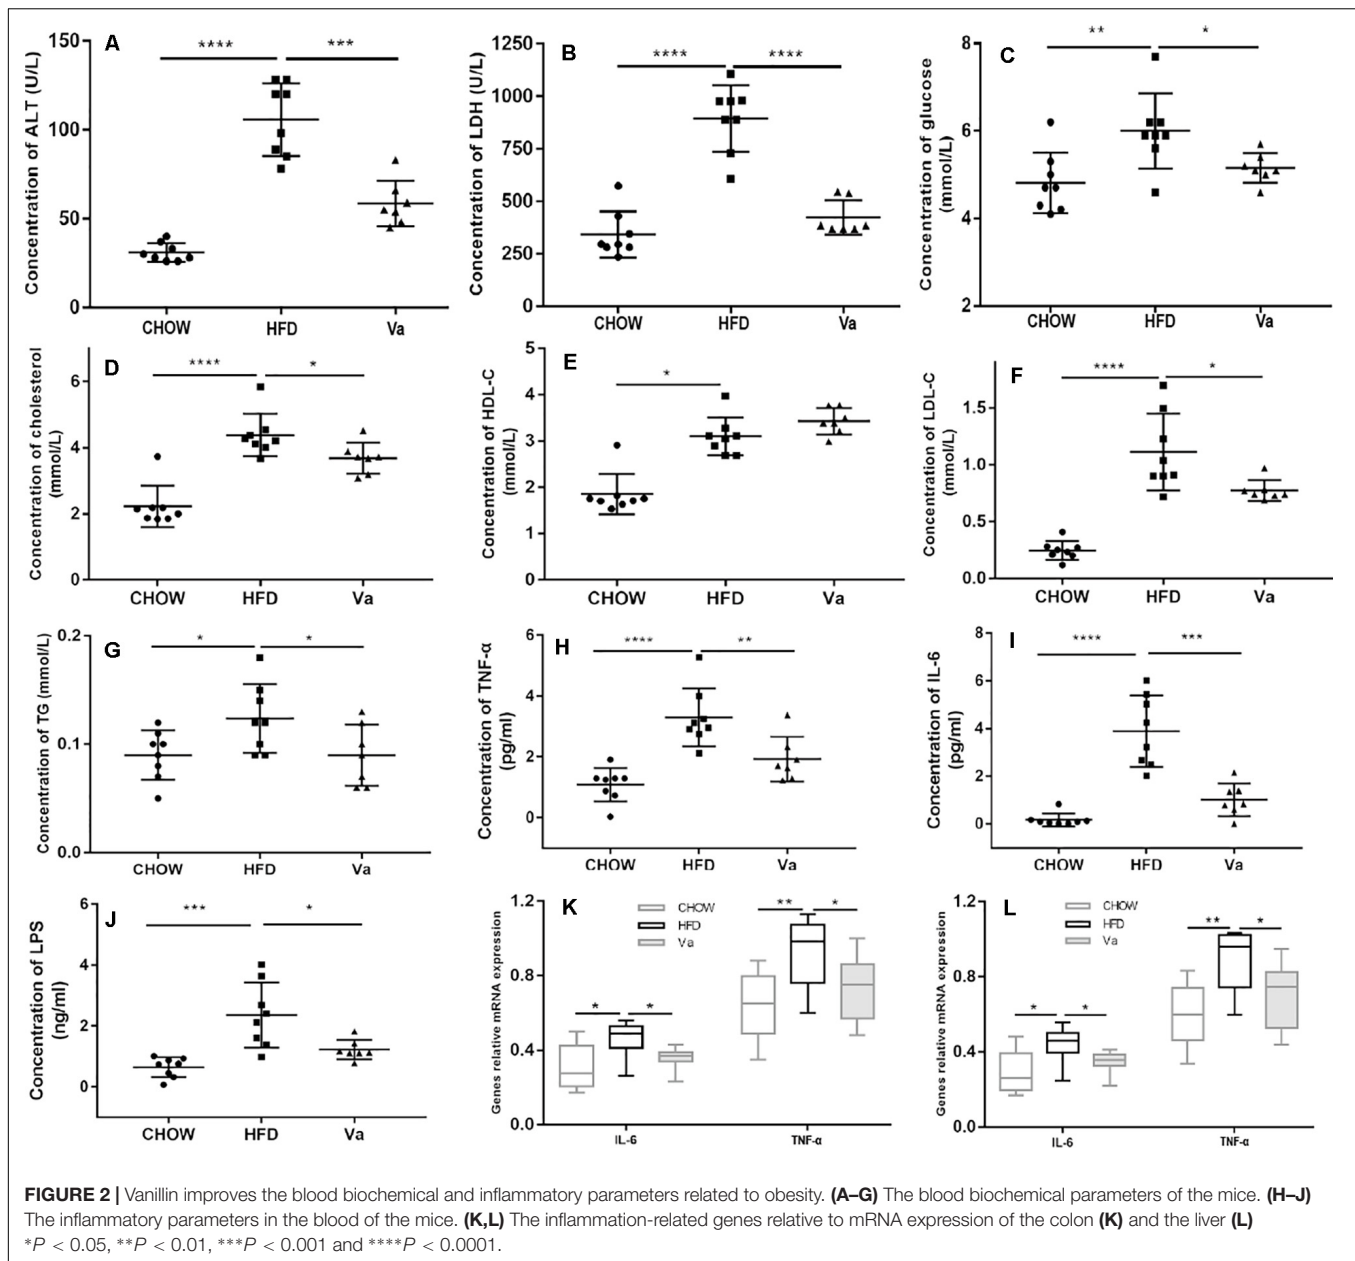 A
Concentration of ALT (U/L)
150
100
50
0
**** ***
CHOW HFD Va
B
Concentration of LDH (U/L)
1250
1000
750
500
250
0
**** ****
CHOW HFD Va
C
Concentration of glucose
(mmol/L)
8
6
4
2
** *
CHOW HFD Va
D
Concentration of cholesterol
(mmol/L)
6
4
2
0
**** *
CHOW HFD Va
E
Concentration of HDL-C
(mmol/L)
5
4
3
2
1
0
*
CHOW HFD Va
F
Concentration of LDL-C
(mmol/L)
1.5
1.0
0.5
0.0
**** *
CHOW HFD Va
G
Concentration of TG (mmol/L)
0.2
0.1
0.0
* *
CHOW HFD Va
H
Concentration of TNF-α
(pg/ml)
6
4
2
0
**** **
CHOW HFD Va
I
Concentration of IL-6
(pg/ml)
8
6
4
2
0
**** ***
CHOW HFD Va
J
Concentration of LPS
(ng/ml)
6
4
2
0
*** *
CHOW HFD Va
K
Genes relative mRNA expression
1.2
0.8
0.4
0.0
CHOW
HFD
Va
** *
* *
IL-6 TNF-α
L
Genes relative mRNA expression
1.2
0.8
0.4
0.0
CHOW
HFD
Va
** *
* *
IL-6 TNF-α
FIGURE 2 | Vanillin improves the blood biochemical and inflammatory parameters related to obesity. (A–G) The blood biochemical parameters of the mice. (H–J)
The inflammatory parameters in the blood of the mice. (K,L) The inflammation-related genes relative to mRNA expression of the colon (K) and the liver (L)
*P < 0.05, **P < 0.01, ***P < 0.001 and ****P < 0.0001.